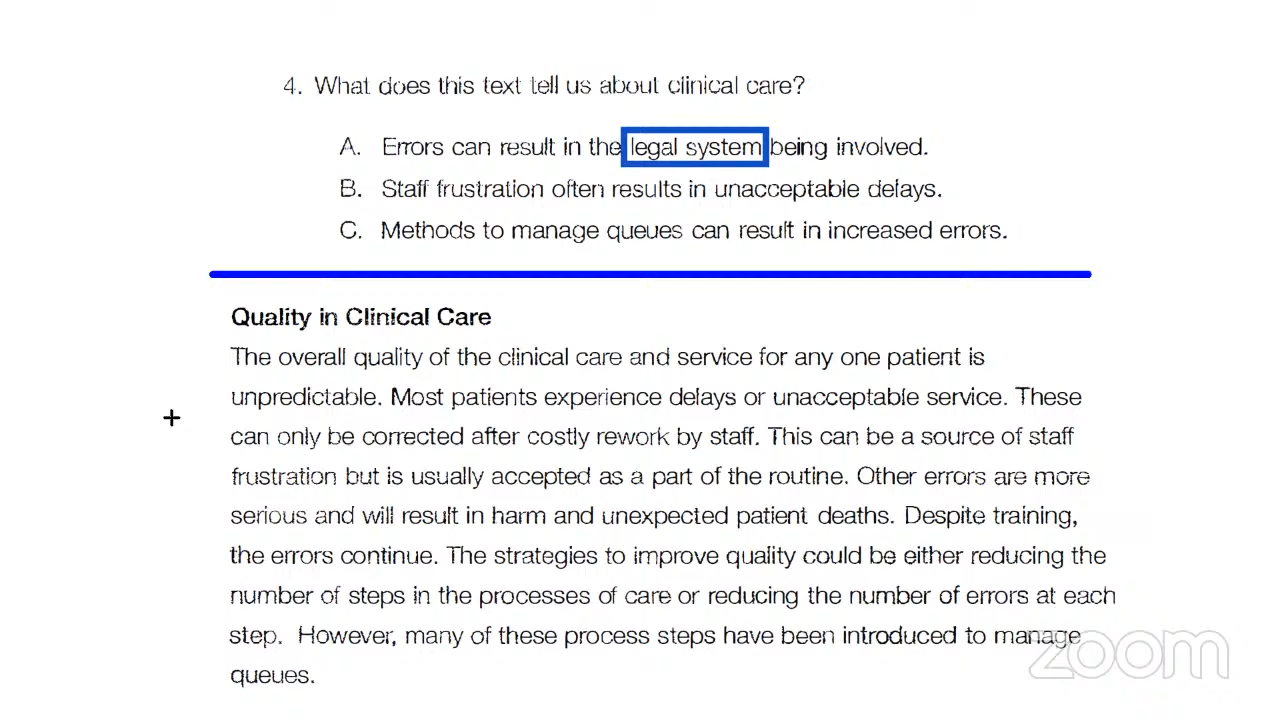 4. What does this text tell us about clinical care?
A. Errors can result in the legal system being involved.
B. Staff frustration often results in unacceptable delays.
C. Methods to manage queues can result in increased errors.
Quality in Clinical Care
The overall quality of the clinical care and service for any one patient is
unpredictable. Most patients experience delays or unacceptable service. These
can only be corrected after costly rework by staff. This can be a source of staff
frustration but is usually accepted as a part of the routine. Other errors are more
serious and will result in harm and unexpected patient deaths. Despite training,
the errors continue. The strategies to improve quality could be either reducing the
number of steps in the processes of care or reducing the number of errors at each
step. However, many of these process steps have been introduced to manage
queues.
zoom